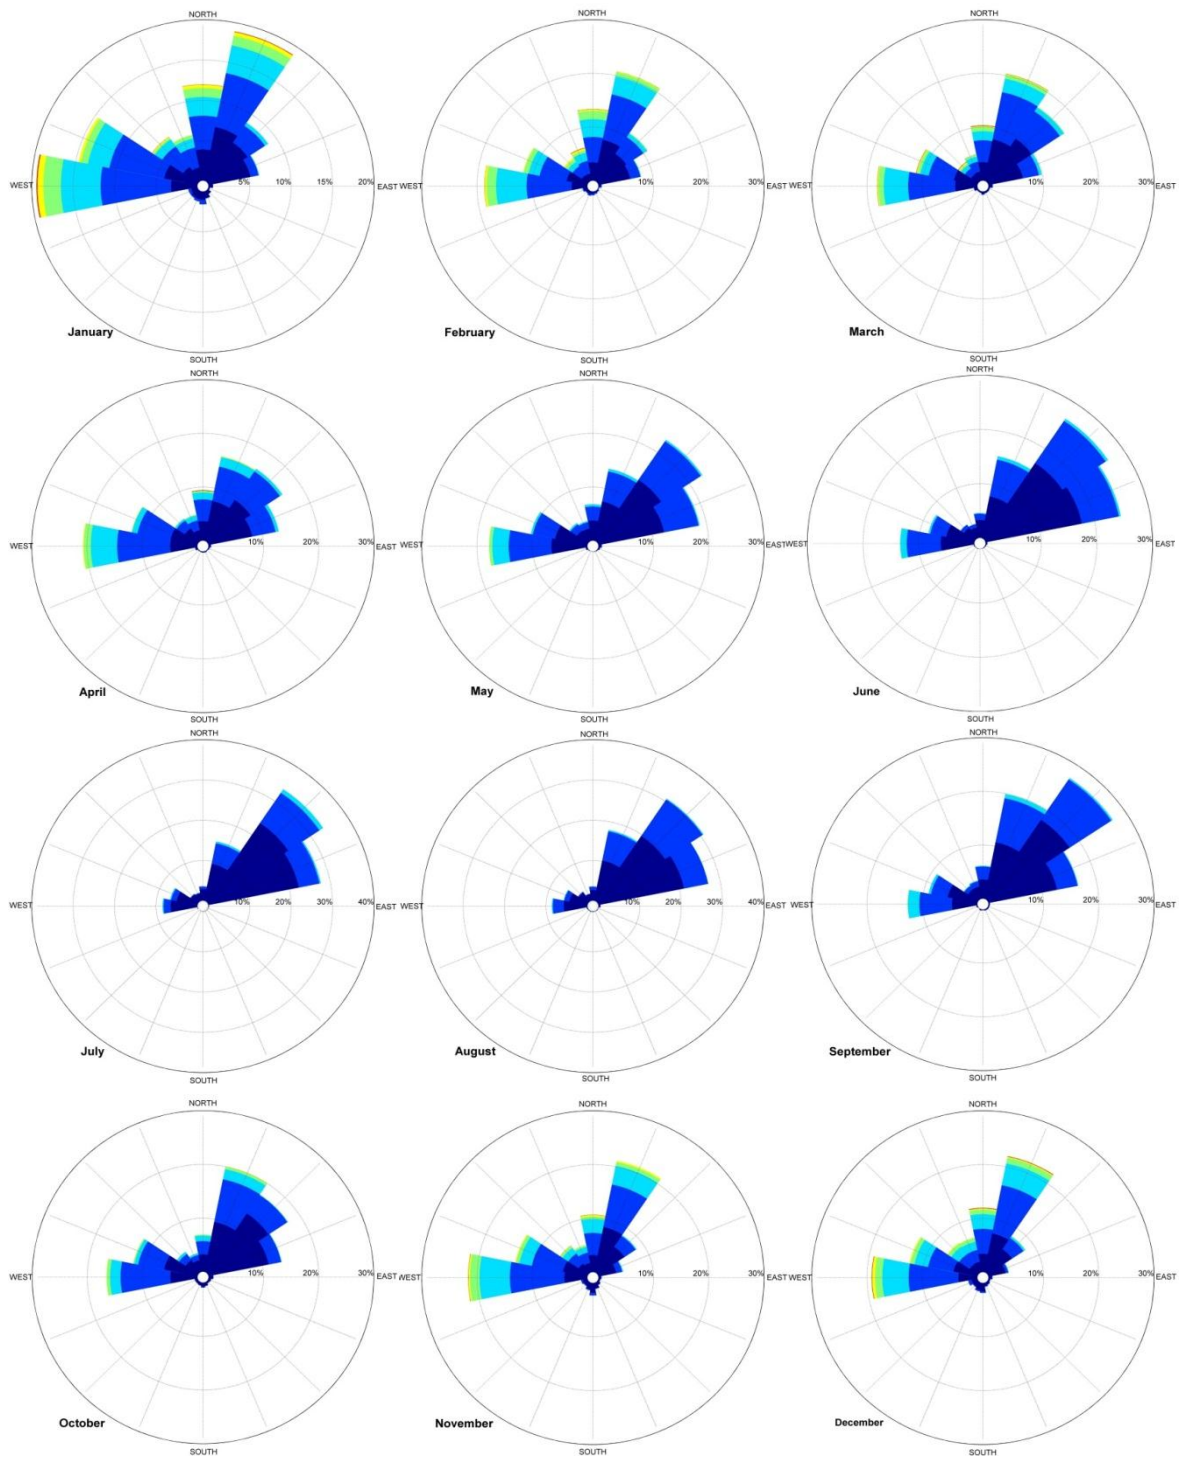 NORTH NORTH NORTH
WEST 5% 10% 15% 20% EAST WEST 10% 20% 30% EAST WEST 10% 20% 30% EAST
January February March
SOUTH SOUTH SOUTH
NORTH NORTH NORTH
WEST 10% 20% 30% EAST WEST 10% 20% 30% EAST WEST 10% 20% 30% EAST
April May June
SOUTH SOUTH SOUTH
NORTH NORTH NORTH
WEST 10% 20% 30% 40% EAST WEST 10% 20% 30% 40% EAST WEST 10% 20% 30% EAST
July August September
SOUTH SOUTH SOUTH
NORTH NORTH NORTH
WEST 10% 20% 30% EAST WEST 10% 20% 30% EAST WEST 10% 20% 30% EAST
October November December
SOUTH SOUTH SOUTH